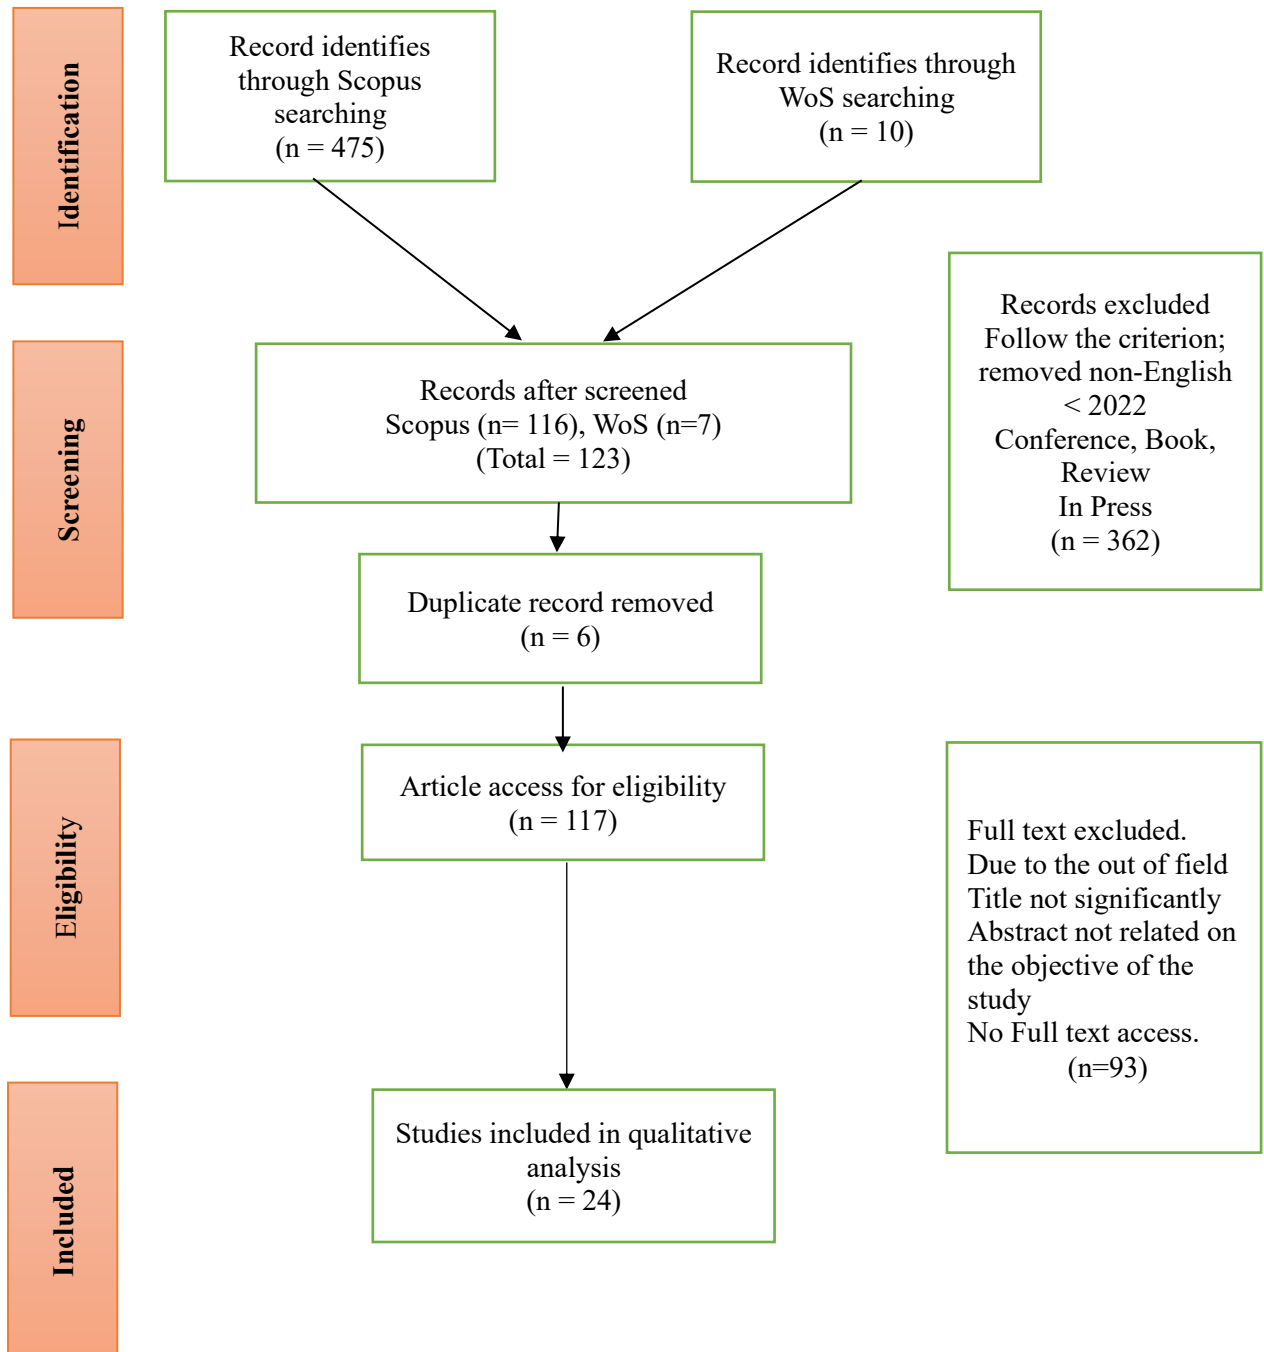 Identification
Record identifies
through Scopus
searching
(n = 475)
Record identifies through
WoS searching
(n = 10)
Records excluded
Follow the criterion;
removed non-English
< 2022
Conference, Book,
Review
In Press
(n = 362)
Screening
Records after screened
Scopus (n= 116), WoS (n=7)
(Total = 123)
Duplicate record removed
(n = 6)
Eligibility
Article access for eligibility
(n = 117)
Full text excluded.
Due to the out of field
Title not significantly
Abstract not related on
the objective of the
study
No Full text access.
(n=93)
Included
Studies included in qualitative
analysis
(n = 24)